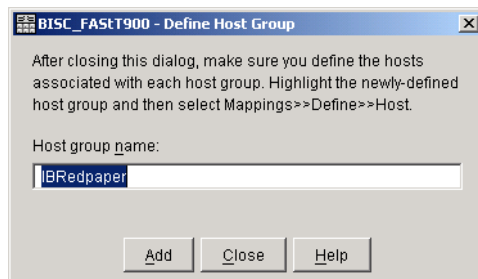 BISC_FAStT900 - Define Host Group
After closing this dialog, make sure you define the hosts
associated with each host group. Highlight the newly-defined
host group and then select Mappings>>Define>>Host.
Host group name:
IBRedpaper
Add Close Help